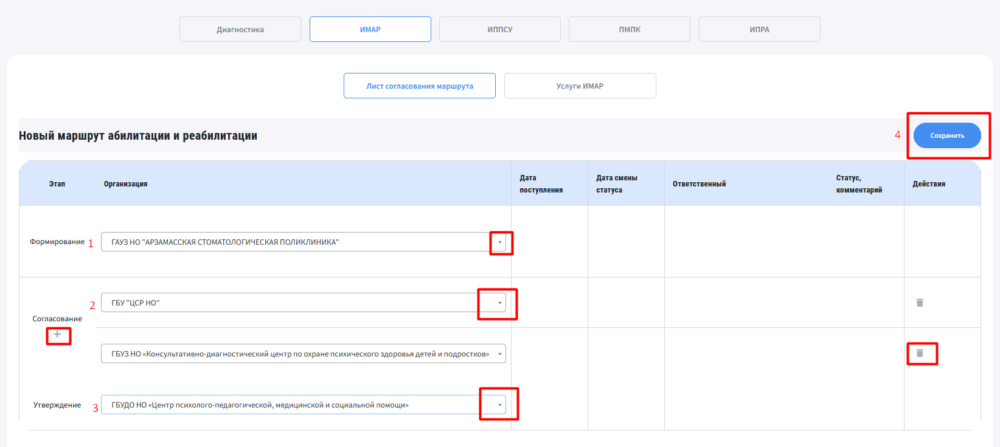 Диагностика
ИМАР
ИППСУ
ПМПК
ИПРА
Лист согласования маршрута
Услуги ИМАР
Новый маршрут абилитации и реабилитации
4
Сохранить
Этап
Организация
Дата
поступления
Дата смены
статуса
Ответственный
Статус,
комментарий
Действия
Формирование
1
ГАУЗ НО "АРЗАМАССКАЯ СТОМАТОЛОГИЧЕСКАЯ ПОЛИКЛИНИКА"
Согласование
2
ГБУ "ЦСР НО"
ГБУЗ НО «Консультативно-диагностический центр по охране психического здоровья детей и подростков»
Утверждение
3
ГБУДО НО «Центр психолого-педагогической, медицинской и социальной помощи»